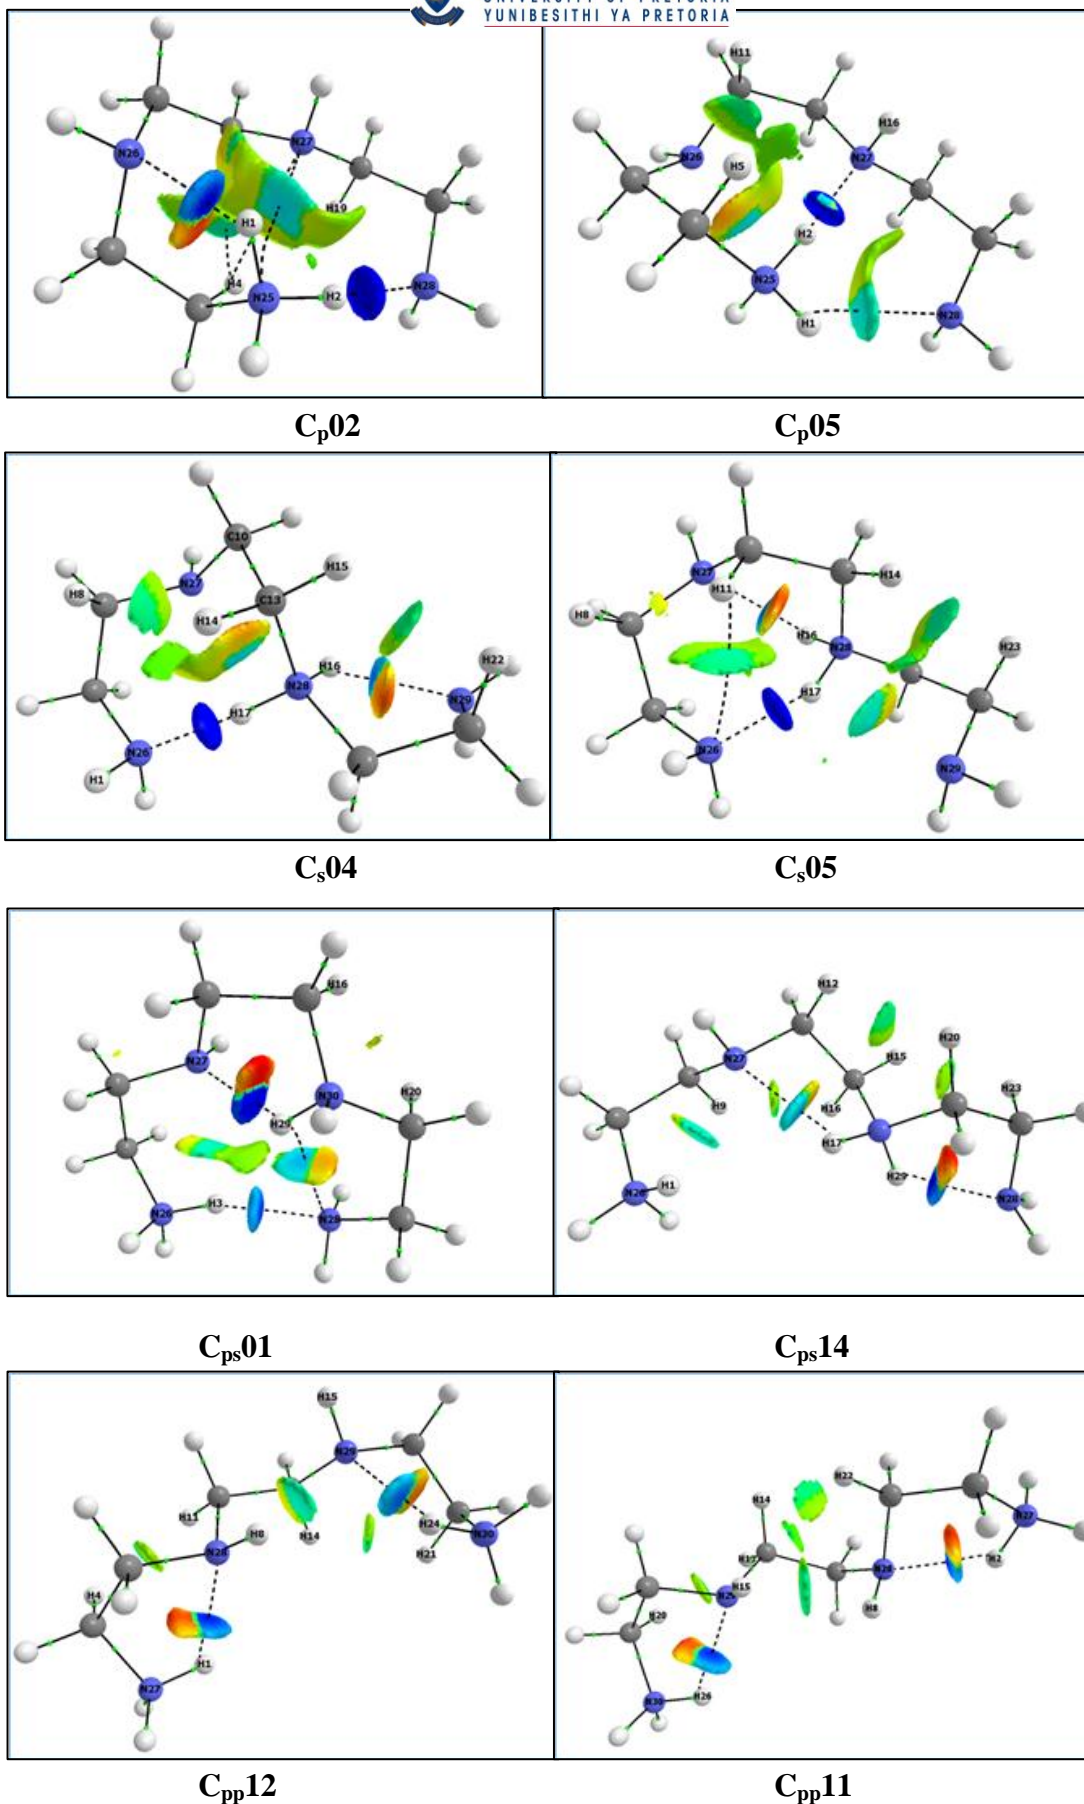 YUNIBESITHI YA PRETORIA
N26
N27
H1
H19
H4
N25
H2
N28
H11
N26
H5
H16
N27
H2
N25
H1
N28
Cp02
Cp05
C10
N27
H8
H15
C13
H14
H16
N28
H22
N29
H17
N26
H1
N27
H11
H14
H8
H16
N28
H23
H17
N26
N29
Cs04
Cs05
H16
N27
N30
H20
H29
H3
N26
N28
H12
N27
H15
H20
H9
H16
H23
H17
H29
N26
H1
N28
Cps01
Cps14
H15
N29
H11
H8
H14
N28
H24
N30
H21
H4
H1
N27
H22
H14
N27
H2
H15
N28
H20
H8
H26
N30
Cpp12
Cpp11